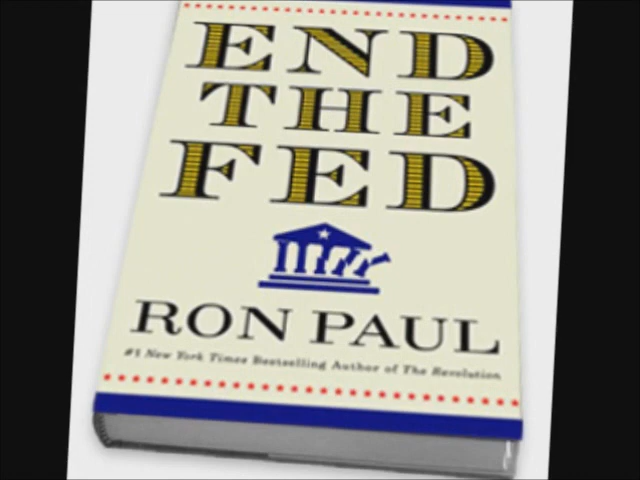 END
THE
FED
RON PAUL
#1 New York Times Bestselling Author of The Revolution